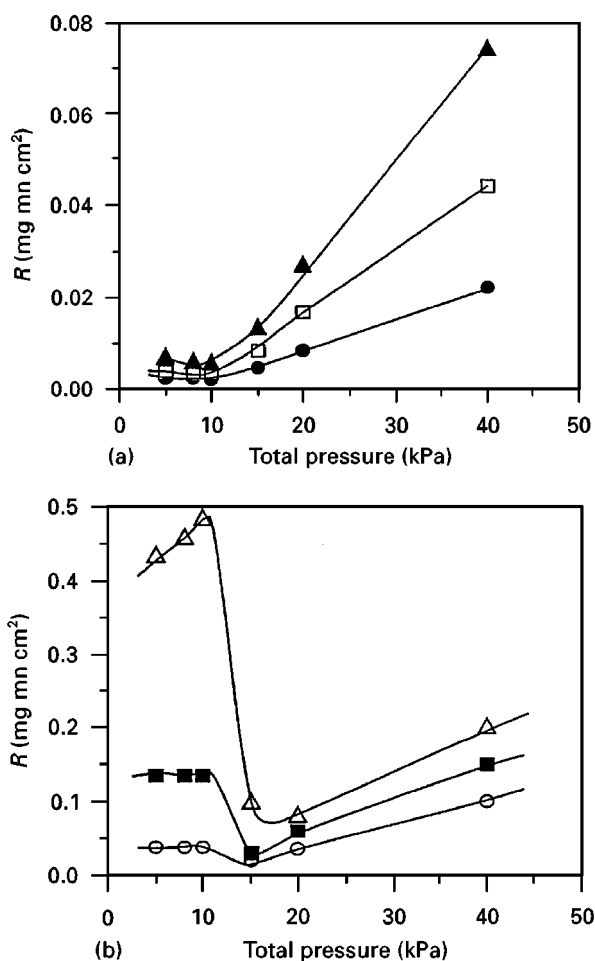 0.08
0.06
0.04
0.02
0.00
R (mg mn cm²)
0 10 20 30 40 50
(a) Total pressure (kPa)
0.5
0.4
0.3
0.2
0.1
0.0
R (mg mn cm²)
0 10 20 30 40 50
(b) Total pressure (kPa)